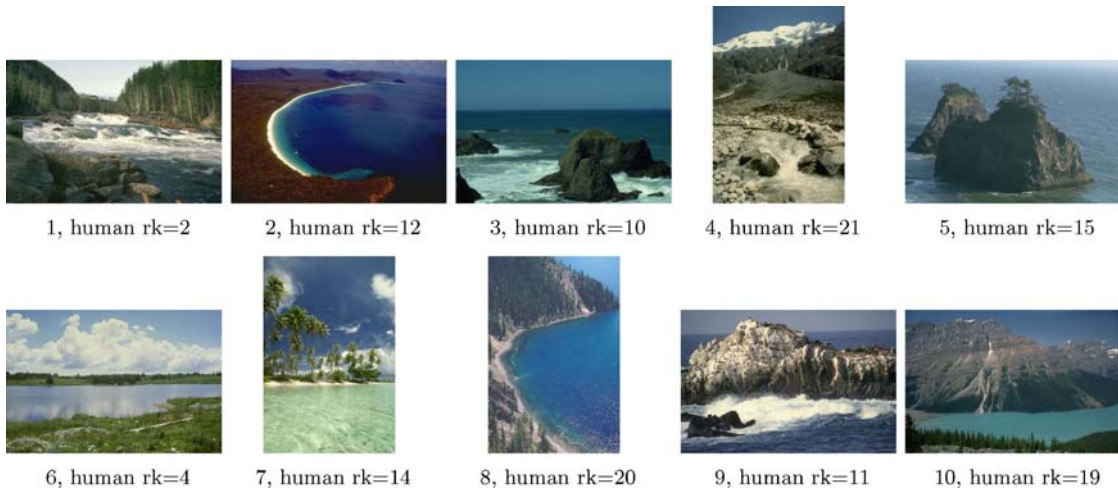 1, human rk=2
2, human rk=12
3, human rk=10
4, human rk=21
5, human rk=15
6, human rk=4
7, human rk=14
8, human rk=20
9, human rk=11
10, human rk=19